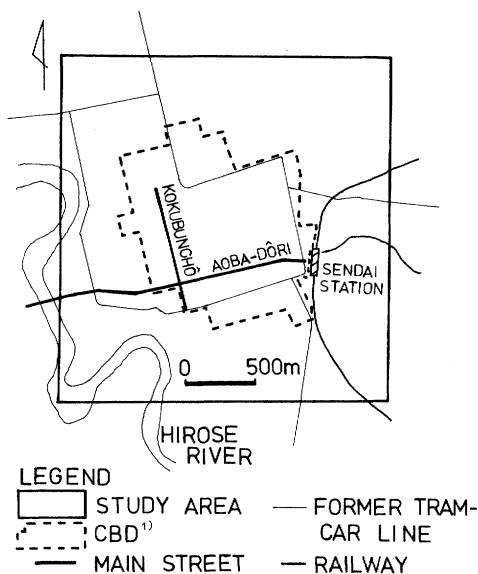 KOKUBUNCHÔ
AOBA-DÔRI
SENDAI
STATION
0 500m
HIROSE
RIVER
LEGEND
STUDY AREA
CBD1)
MAIN STREET
FORMER TRAM-
CAR LINE
RAILWAY